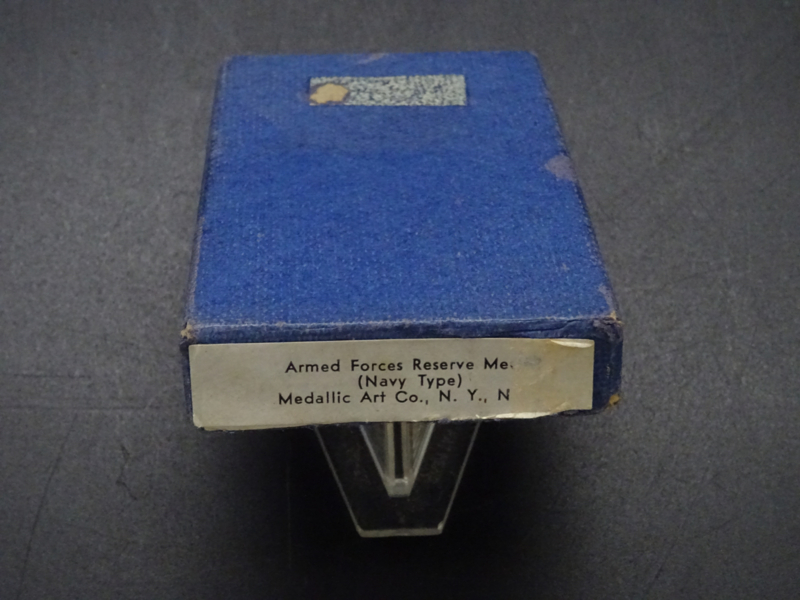 Armed Forces Reserve Me
(Navy Type)
Medallic Art Co., N. Y., N